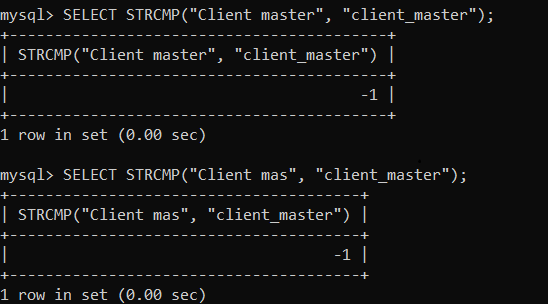 mysql> SELECT STRCMP("Client master", "client_master");
+-----------------------------------------+
| STRCMP("Client master", "client_master") |
+-----------------------------------------+
|                                       -1 |
+-----------------------------------------+
1 row in set (0.00 sec)
mysql> SELECT STRCMP("Client mas", "client_master");
+--------------------------------------+
| STRCMP("Client mas", "client_master") |
+--------------------------------------+
|                                    -1 |
+--------------------------------------+
1 row in set (0.00 sec)